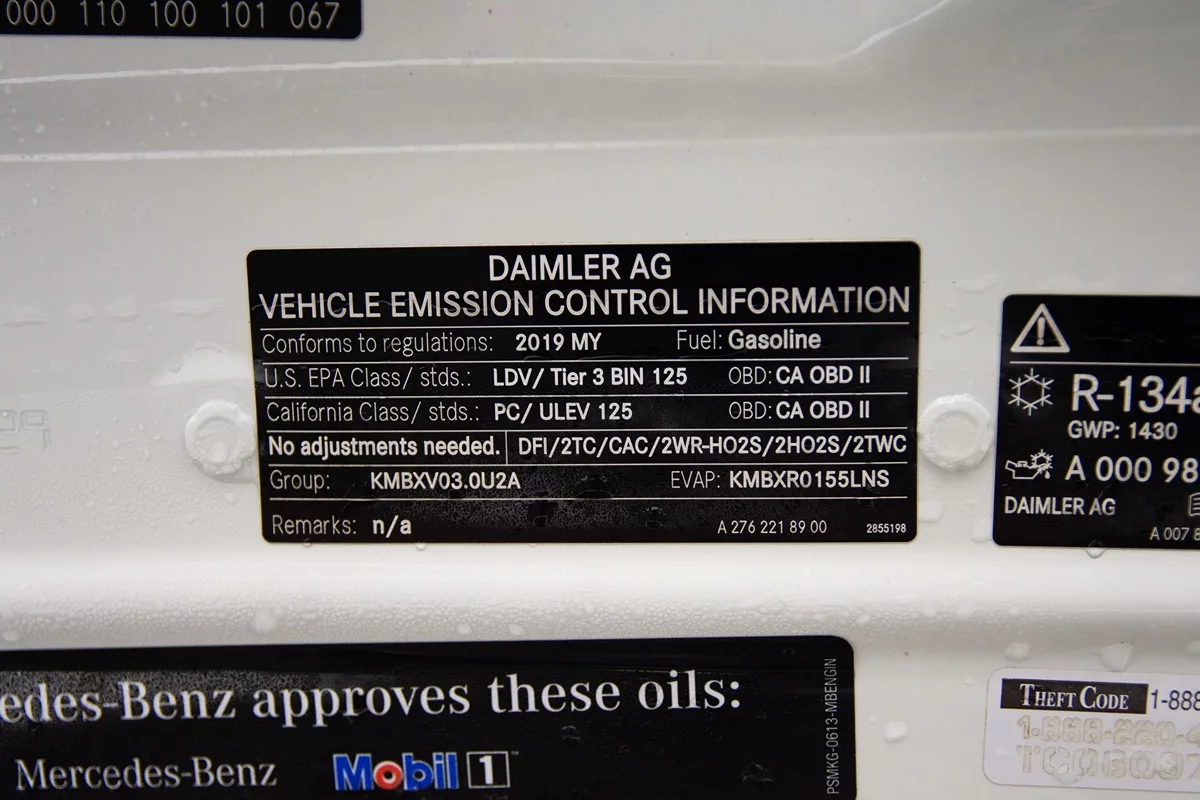 000 110 100 101 067
DAIMLER AG
VEHICLE EMISSION CONTROL INFORMATION
Conforms to regulations: 2019 MY Fuel: Gasoline
U.S. EPA Class/ stds.: LDV/ Tier 3 BIN 125 OBD: CA OBD II
California Class/ stds.: PC/ ULEV 125 OBD: CA OBD II
No adjustments needed. DFI/2TC/CAC/2WR-HO2S/2HO2S/2TWC
Group: KMBXV03.0U2A EVAP: KMBXR0155LNS
Remarks: n/a A 276 221 89 00 2855198
R-134a
GWP: 1430
A 000 98
DAIMLER AG
A 007 8
edes-Benz approves these oils:
Mercedes-Benz Mobil 1™
PSMKG-0613-MBENGIN
THEFT CODE 1-888